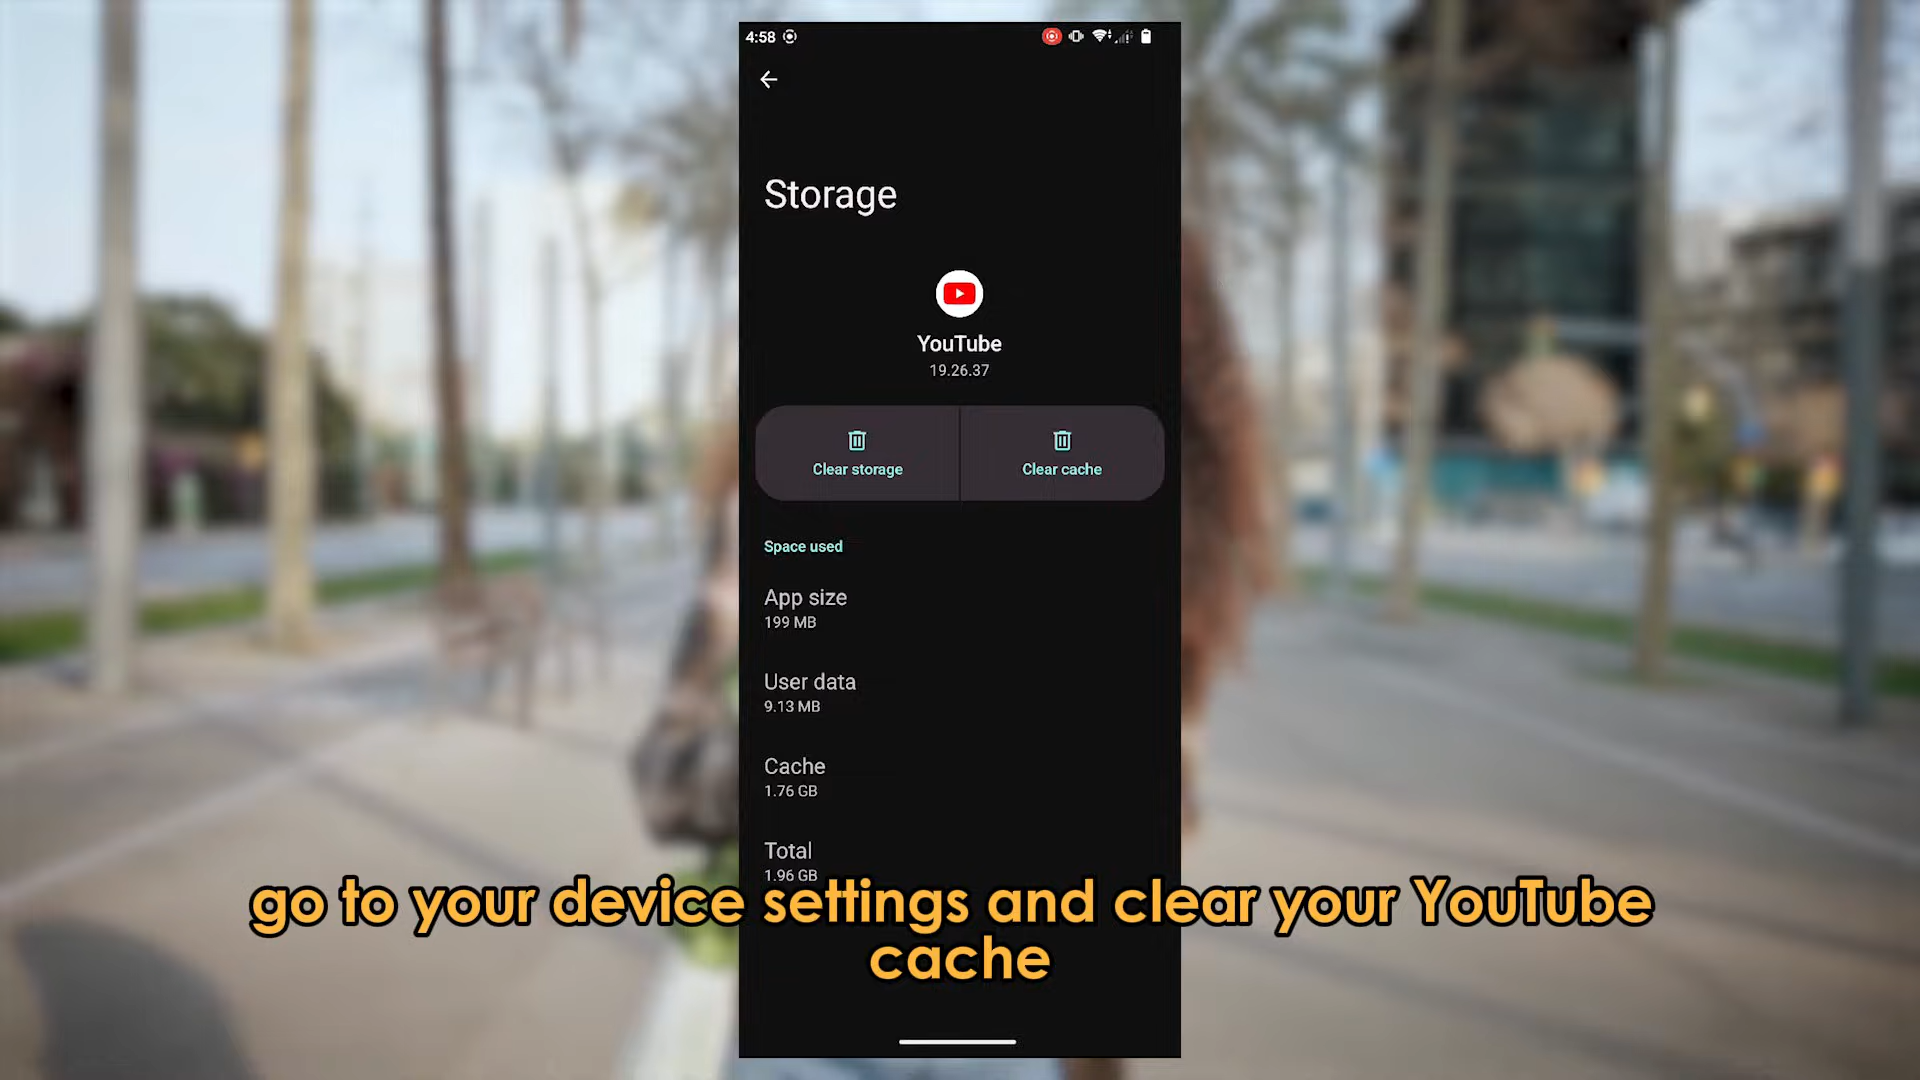 4:58
Storage
YouTube
19.26.37
Clear storage
Clear cache
Space used
App size
199 MB
User data
9.13 MB
Cache
1.76 GB
Total
1.96 GB
go to your device settings and clear your YouTube
cache